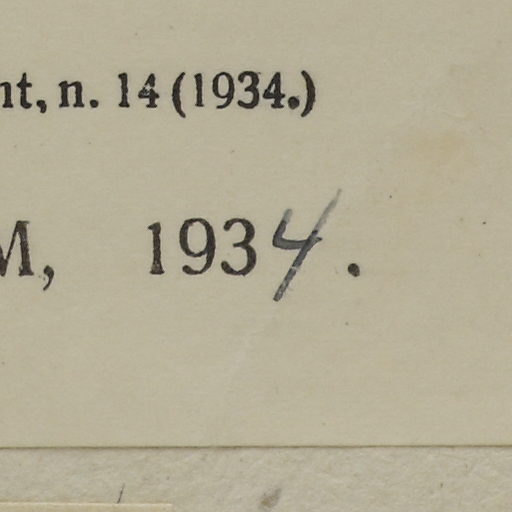 nt, n. 14 (1934.)
M, 1934.